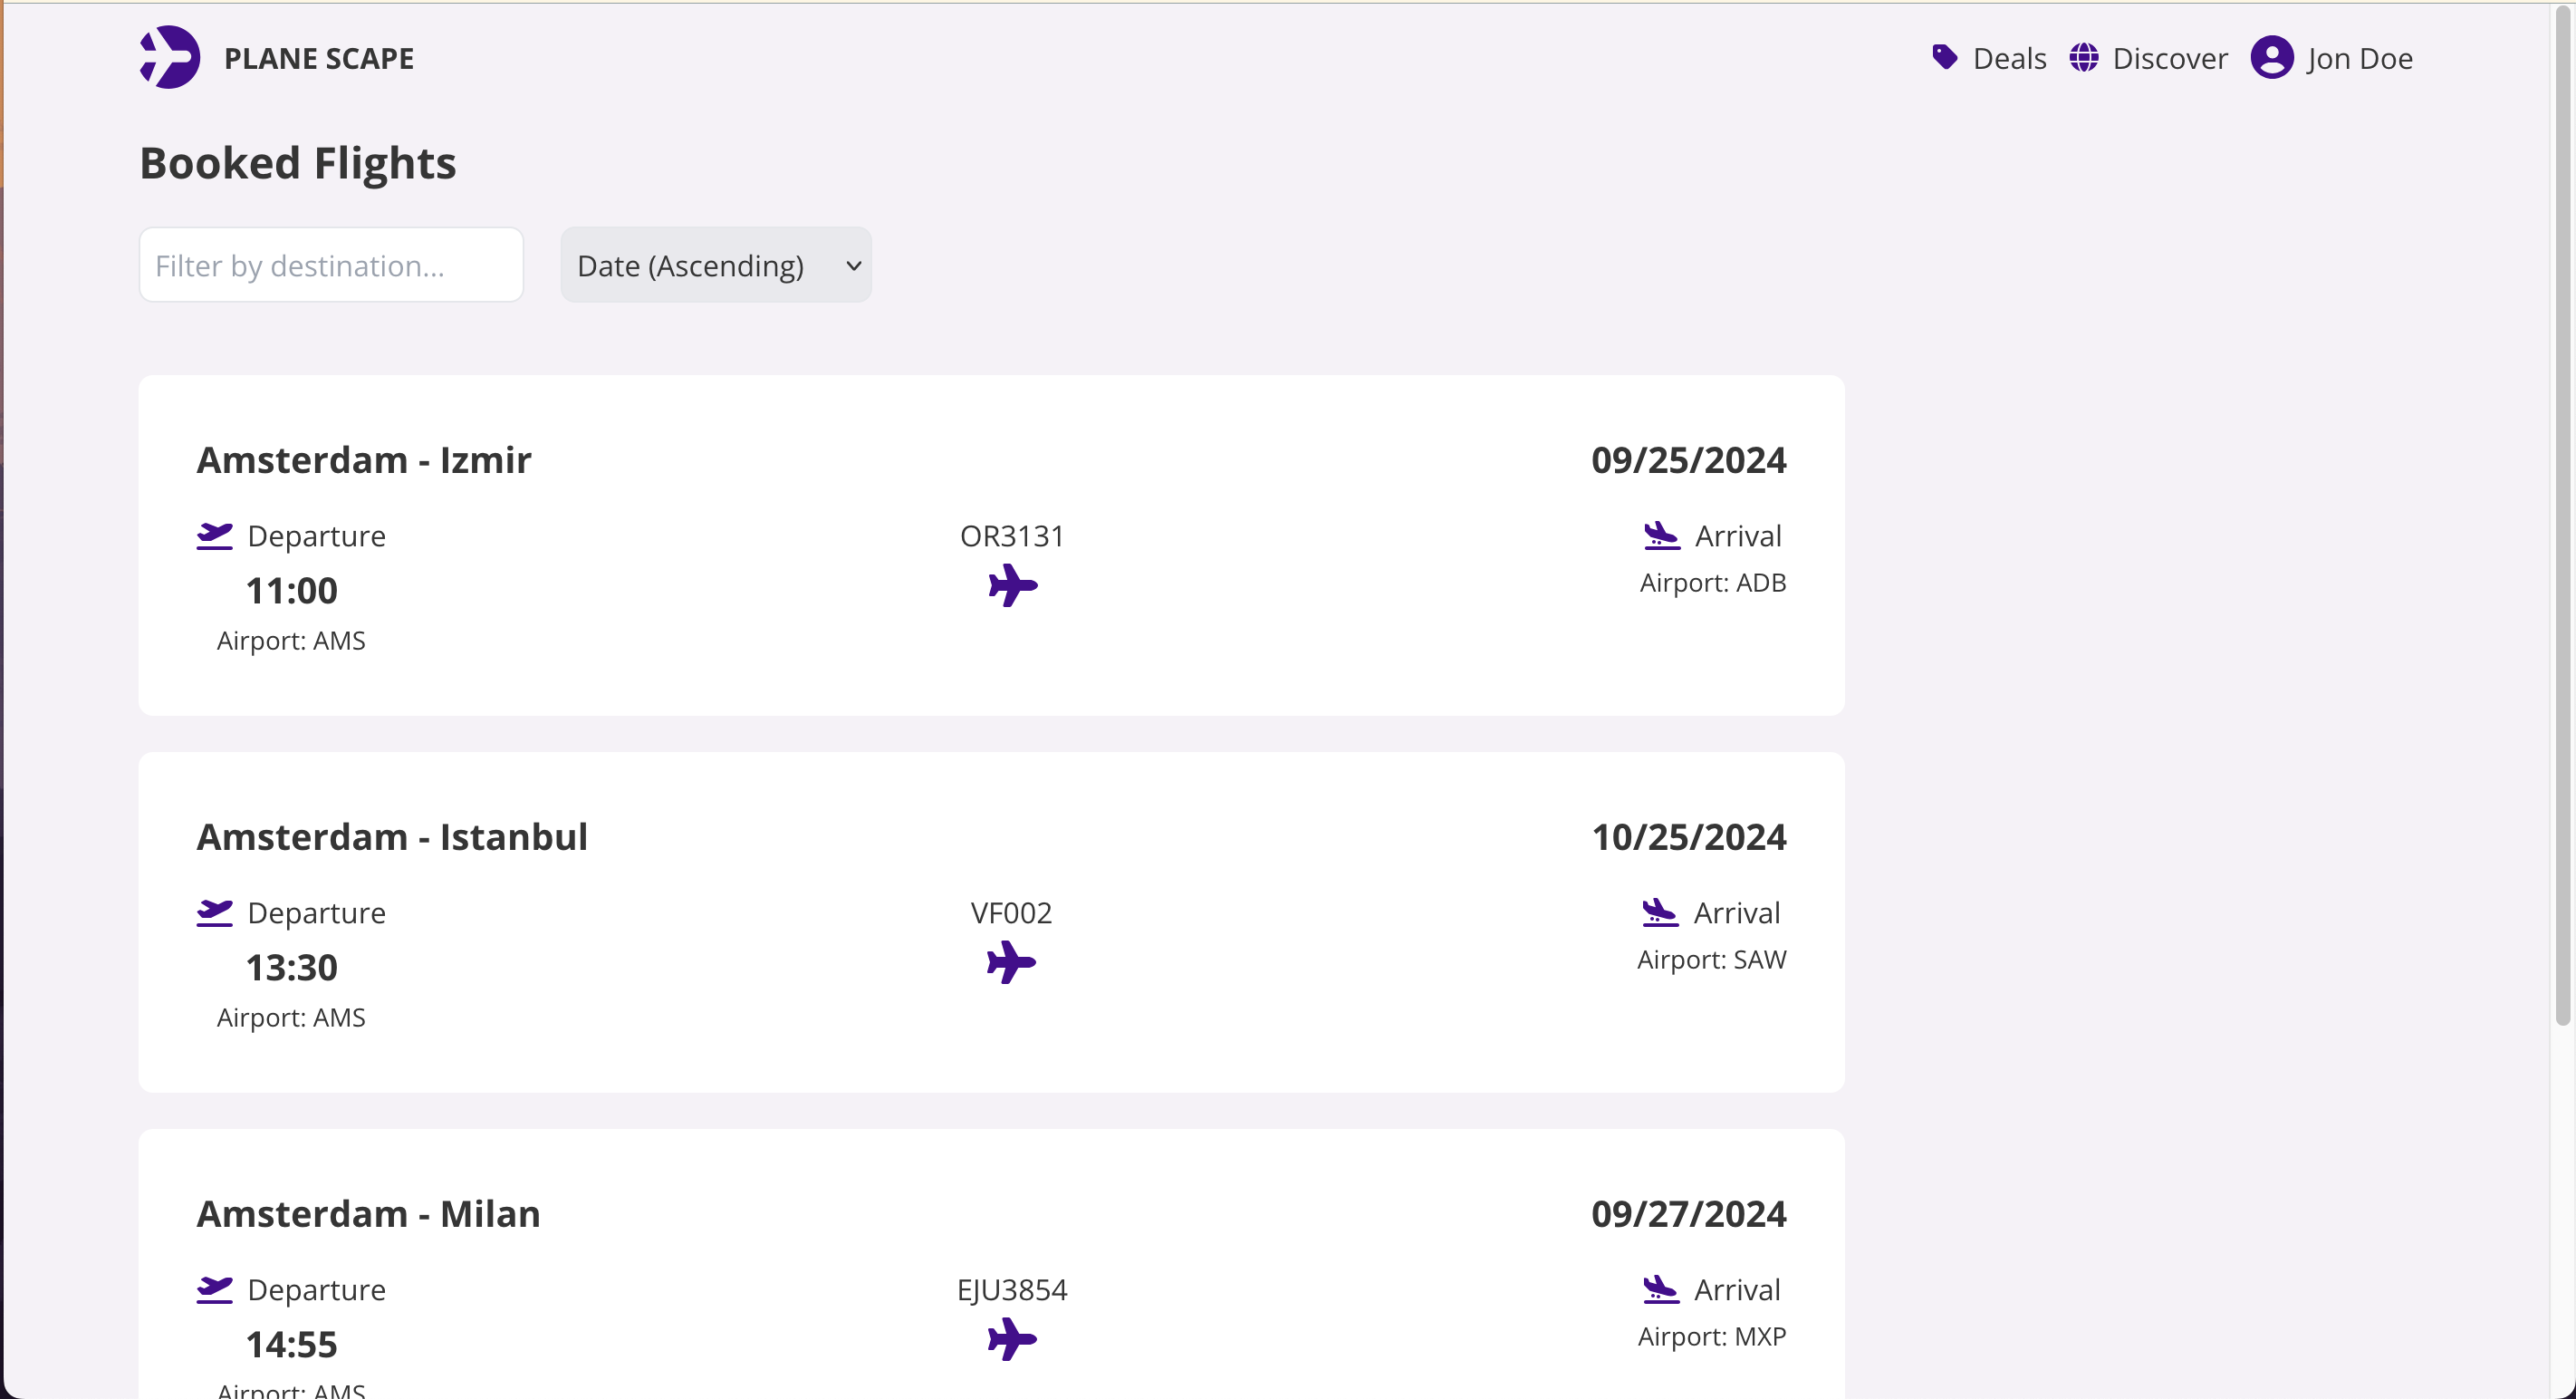 PLANE SCAPE
Deals Discover Jon Doe
Booked Flights
Filter by destination...
Date (Ascending)
Amsterdam - Izmir
09/25/2024
Departure
OR3131
Arrival
11:00
Airport: ADB
Airport: AMS
Amsterdam - Istanbul
10/25/2024
Departure
VF002
Arrival
13:30
Airport: SAW
Airport: AMS
Amsterdam - Milan
09/27/2024
Departure
EJU3854
Arrival
14:55
Airport: MXP
Airport: AMS